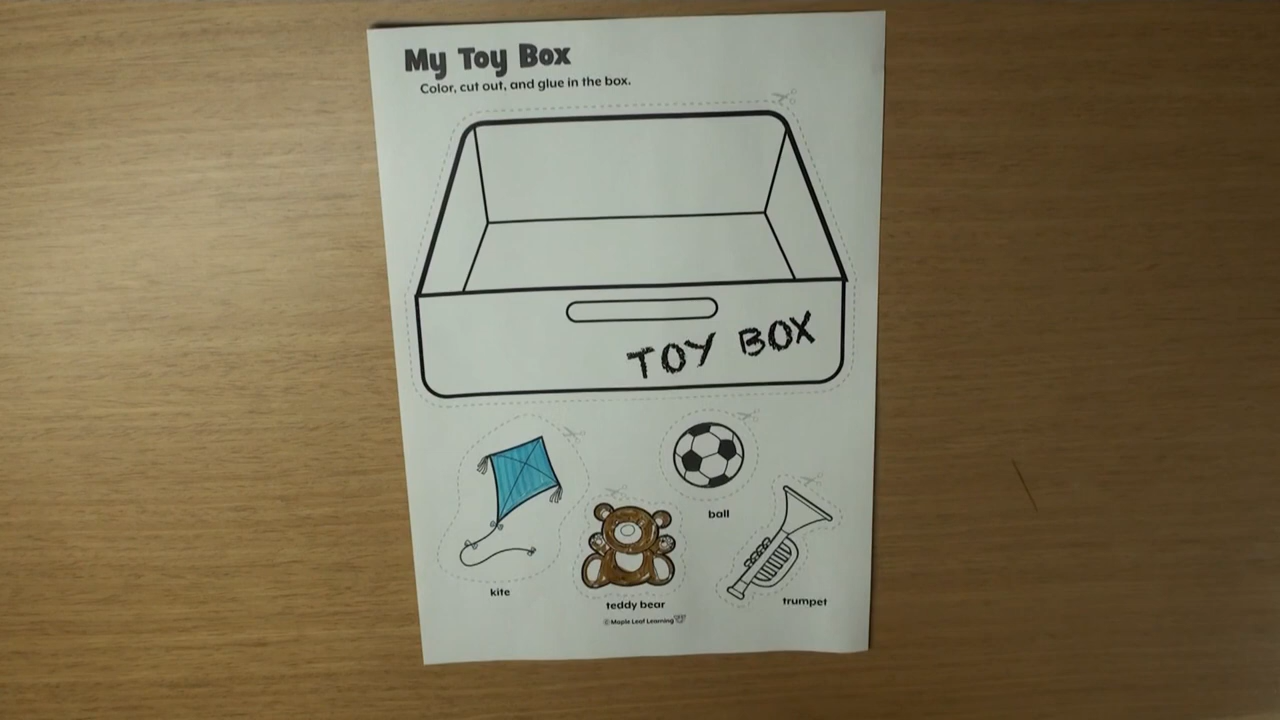 My Toy Box
Color, cut out, and glue in the box.
TOY BOX
ball
kite
teddy bear
trumpet
©Maple Leaf Learning